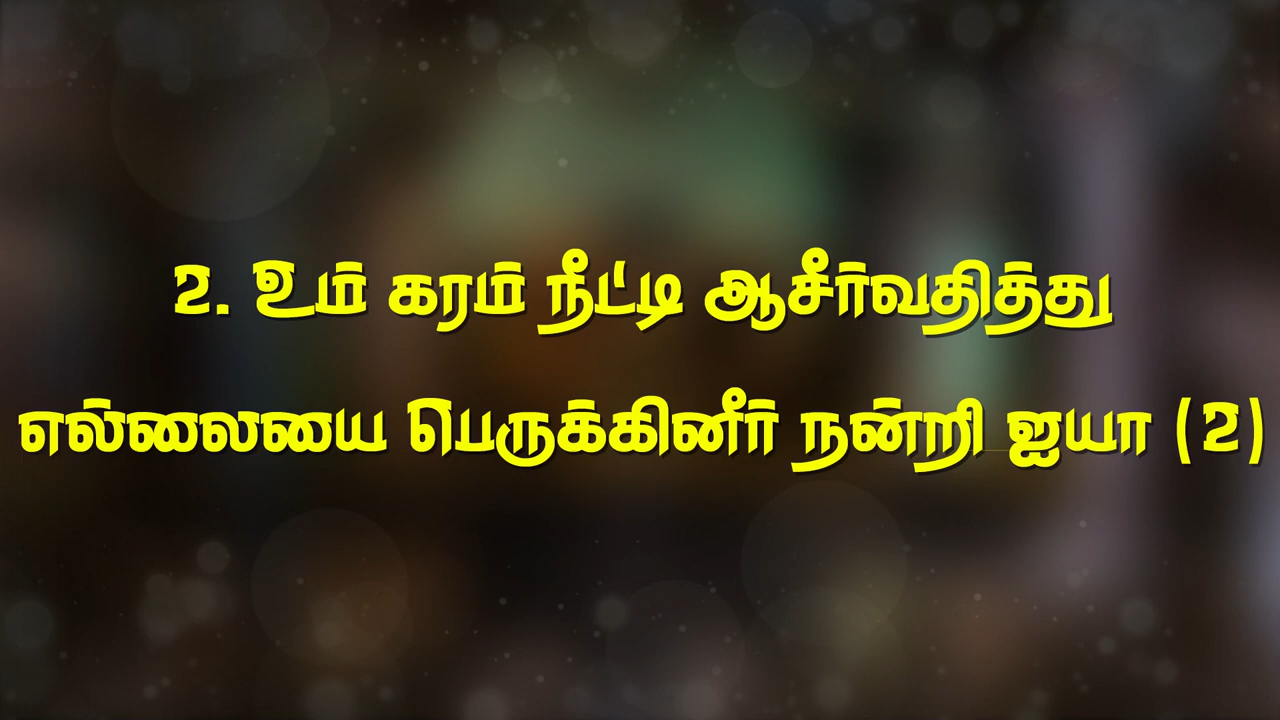 2. உம் கரம் நீட்டி ஆசீர்வதித்து
எல்லையை பெருக்கினீர் நன்றி ஐயா (2)